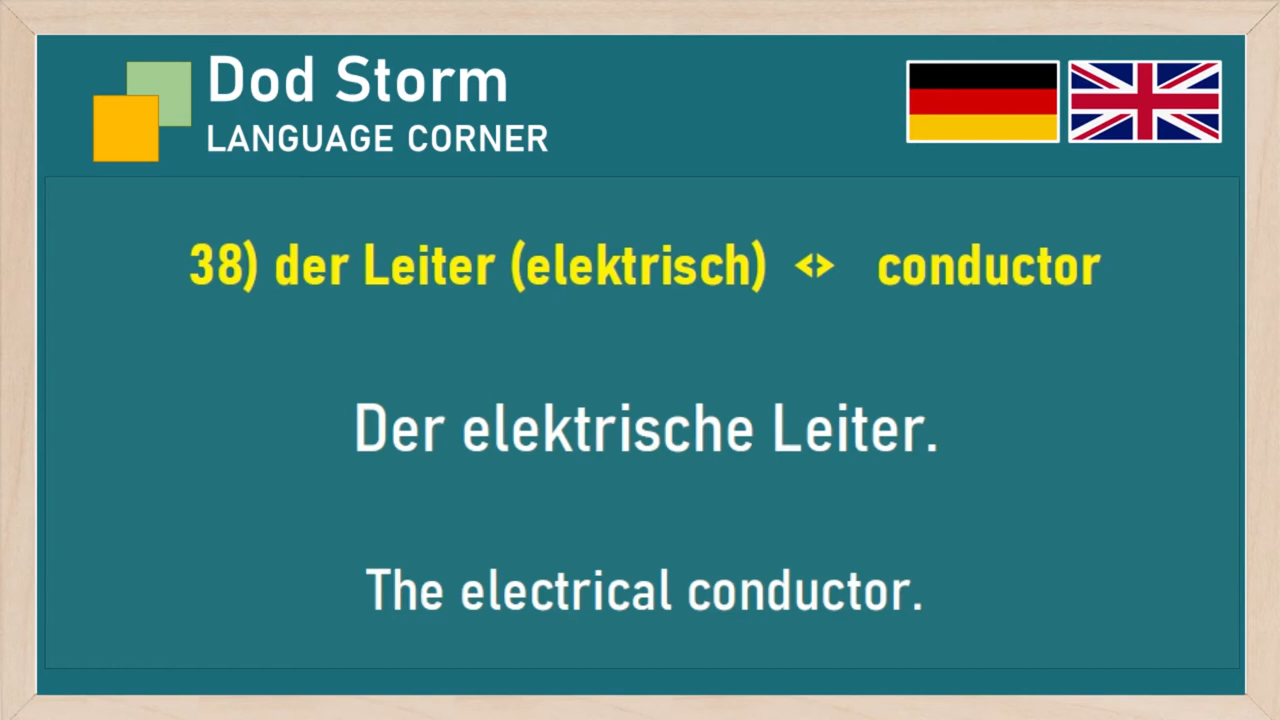 Dod Storm
LANGUAGE CORNER
38) der Leiter (elektrisch) <> conductor
Der elektrische Leiter.
The electrical conductor.